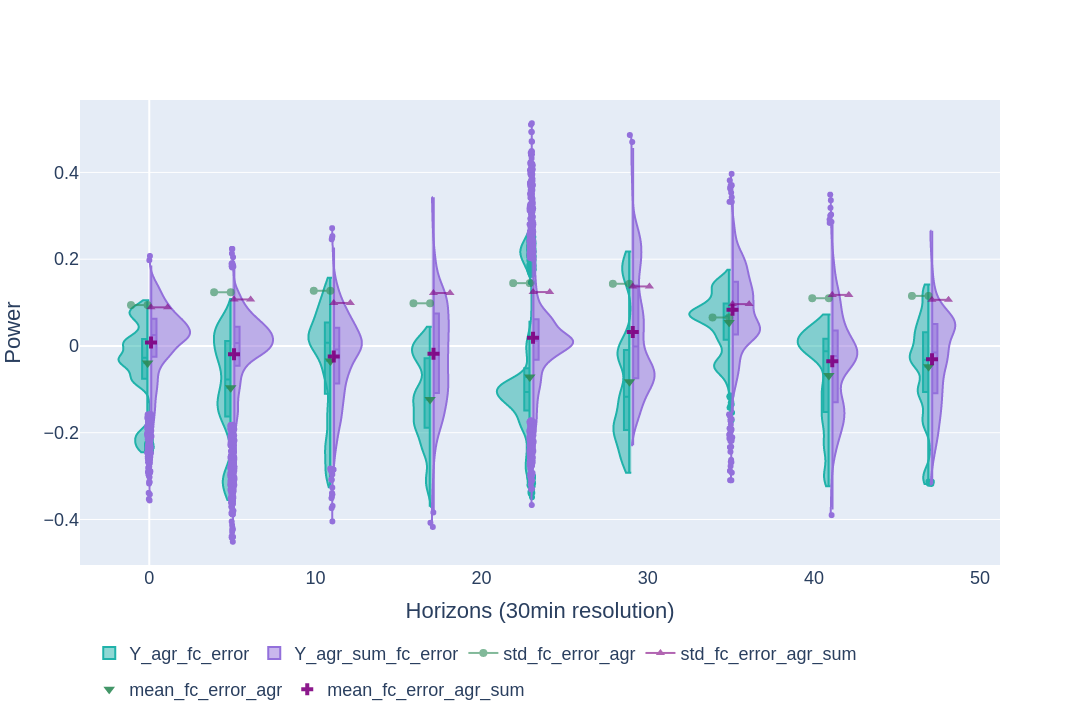 0.4
0.2
0
−0.2
−0.4
Power
0 10 20 30 40 50
Horizons (30min resolution)
Y_agr_fc_error Y_agr_sum_fc_error std_fc_error_agr std_fc_error_agr_sum
mean_fc_error_agr mean_fc_error_agr_sum